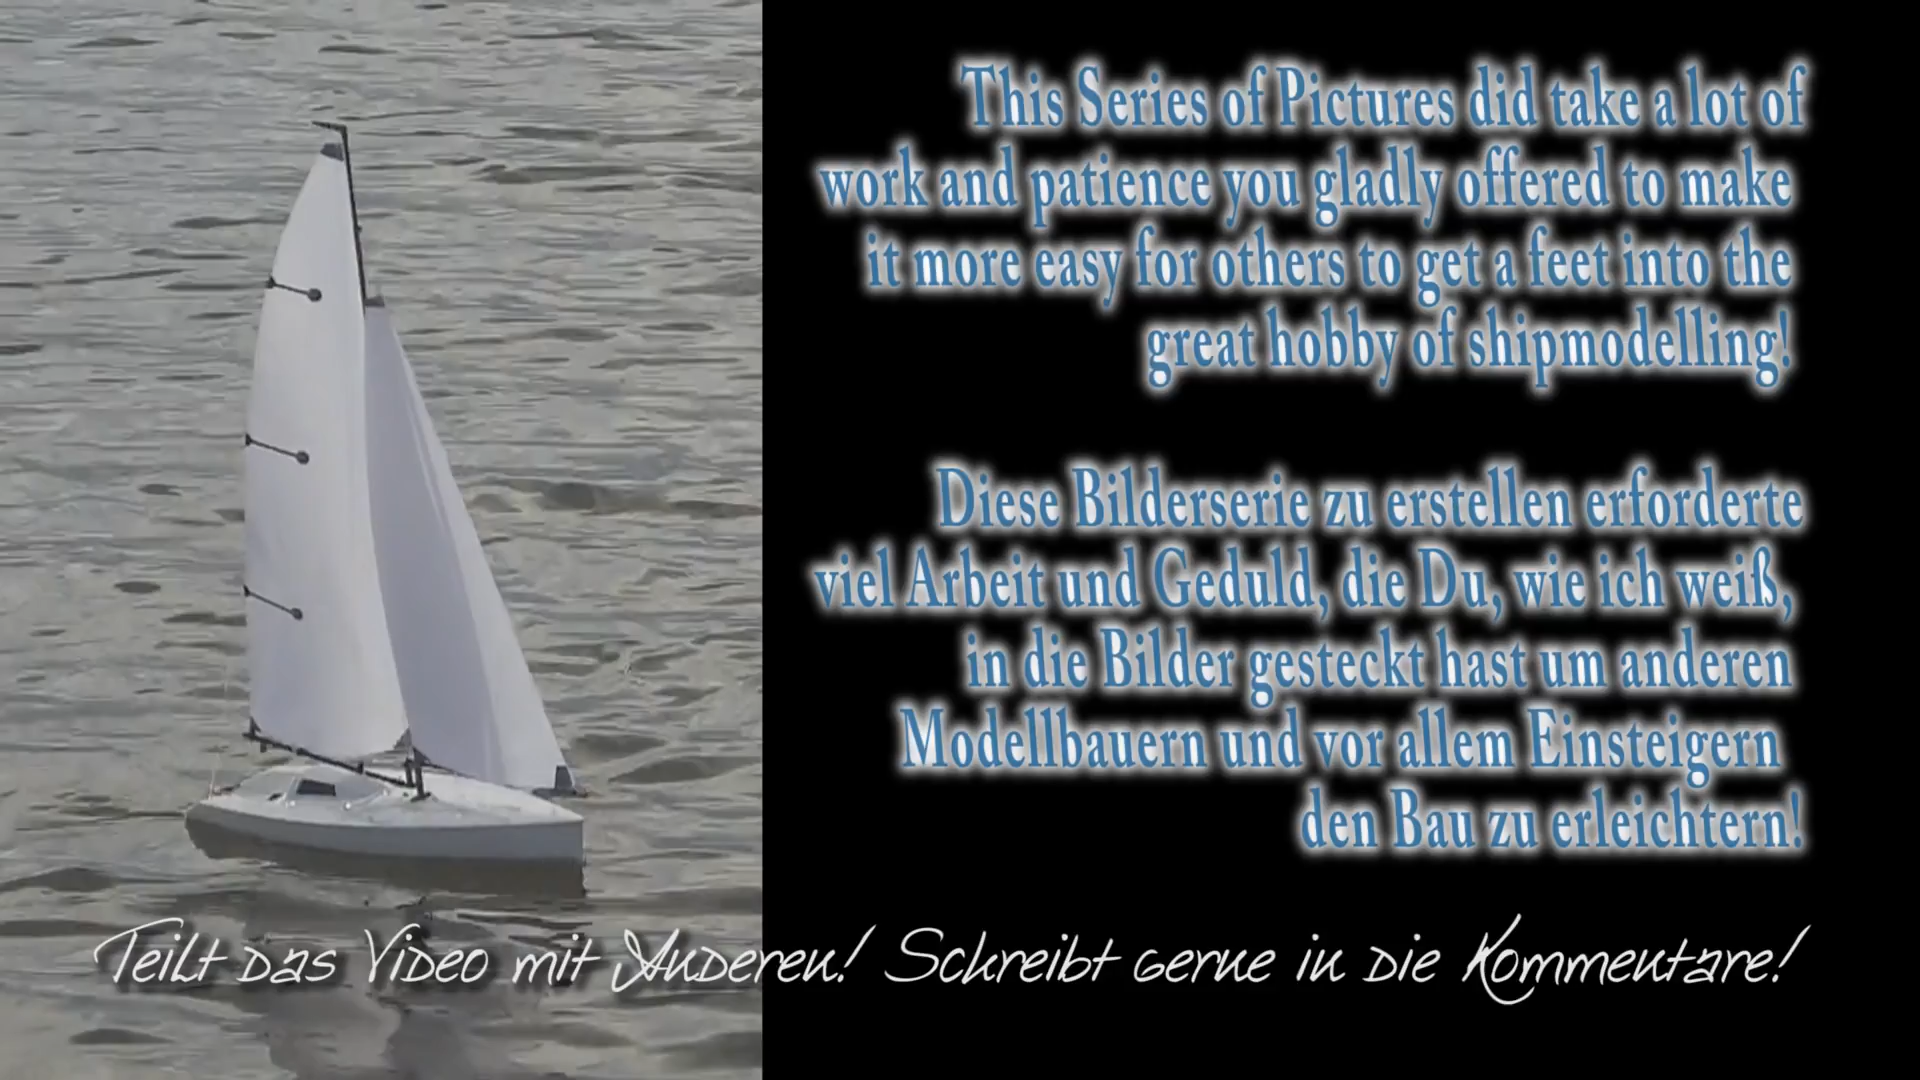 This Series of Pictures did take a lot of
work and patience you gladly offered to make
it more easy for others to get a feet into the
great hobby of shipmodelling!
Diese Bilderserie zu erstellen erforderte
viel Arbeit und Geduld, die Du, wie ich weiß,
in die Bilder gesteckt hast um anderen
Modellbauern und vor allem Einsteigern
den Bau zu erleichtern!
Teilt das Video mit Anderen! Schreibt gerne in die Kommentare!